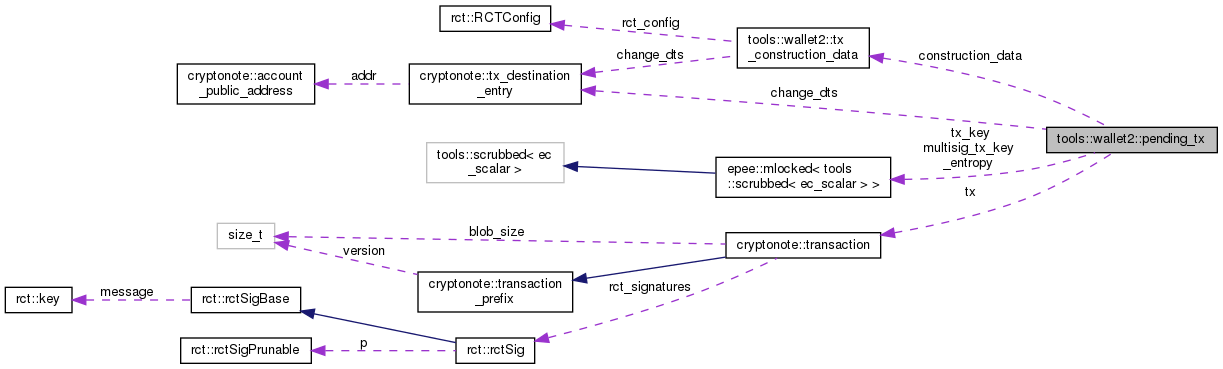 rct::RCTConfig
rct_config
tools::wallet2::tx
_construction_data
construction_data
change_dts
cryptonote::account
_public_address
addr
cryptonote::tx_destination
_entry
change_dts
tools::wallet2::pending_tx
tx_key
multisig_tx_key
_entropy
tools::scrubbed< ec
_scalar >
epee::mlocked< tools
::scrubbed< ec_scalar > >
tx
size_t
blob_size
cryptonote::transaction
version
cryptonote::transaction
_prefix
rct_signatures
rct::key
message
rct::rctSigBase
rct::rctSigPrunable
p
rct::rctSig